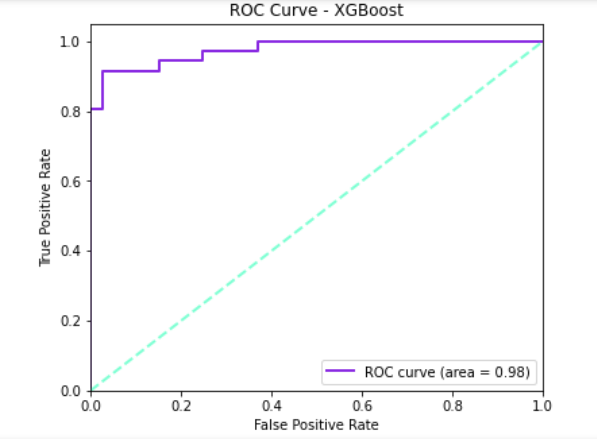 ROC Curve - XGBoost
True Positive Rate
1.0
0.8
0.6
0.4
0.2
0.0
ROC curve (area = 0.98)
0.0 0.2 0.4 0.6 0.8 1.0
False Positive Rate